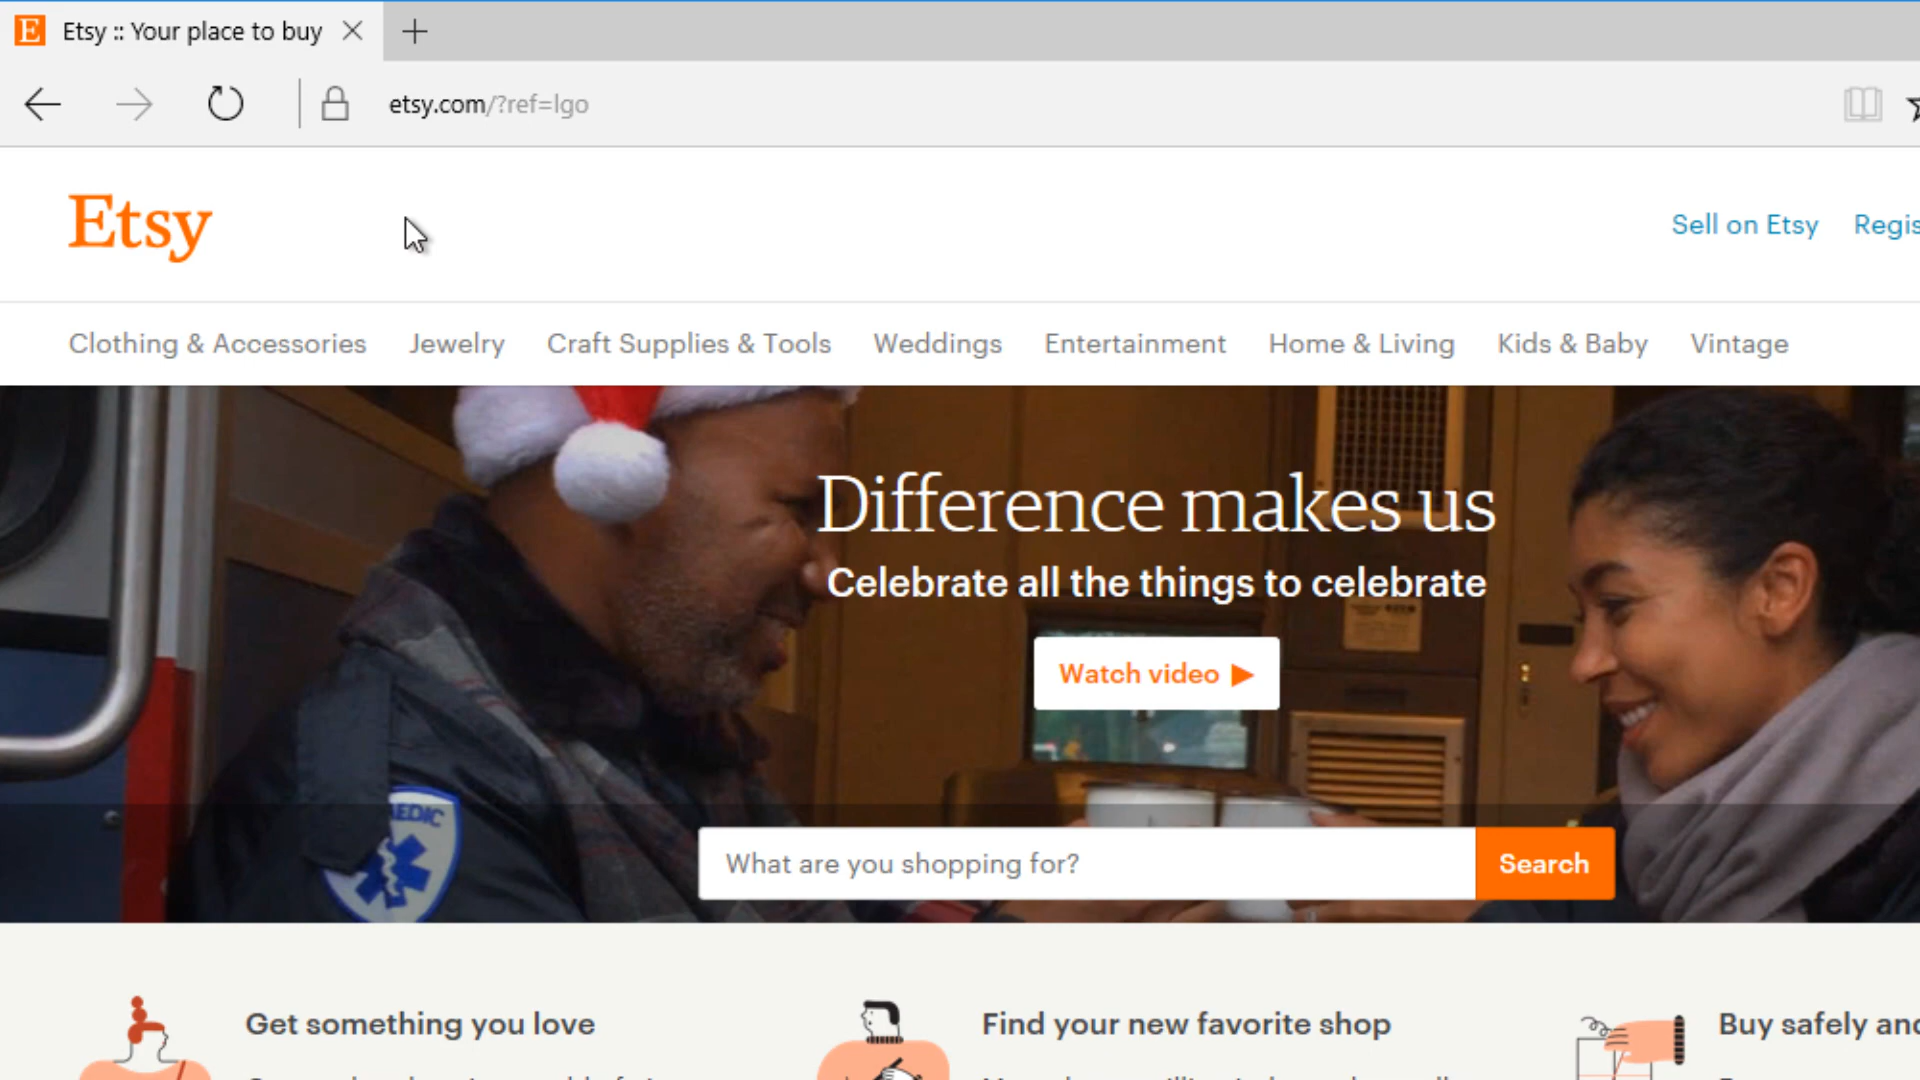 Etsy :: Your place to buy
etsy.com/?ref=lgo
Etsy
Sell on Etsy
Regis
Clothing & Accessories
Jewelry
Craft Supplies & Tools
Weddings
Entertainment
Home & Living
Kids & Baby
Vintage
Difference makes us
Celebrate all the things to celebrate
Watch video
EDIC
What are you shopping for?
Search
Get something you love
Find your new favorite shop
Buy safely and